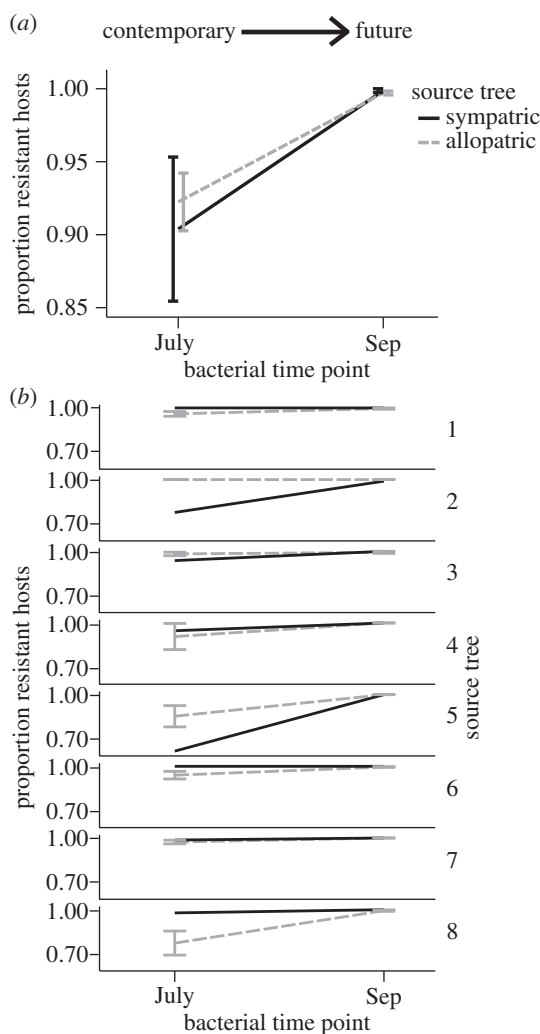 (a)
contemporary future
1.00
0.95
0.90
0.85
proportion resistant hosts
source tree
sympatric
allopatric
July Sep
bacterial time point
(b)
1.00
0.70
1
1.00
0.70
2
1.00
0.70
3
1.00
0.70
4
1.00
0.70
5
1.00
0.70
6
1.00
0.70
7
1.00
0.70
8
proportion resistant hosts
source tree
July Sep
bacterial time point